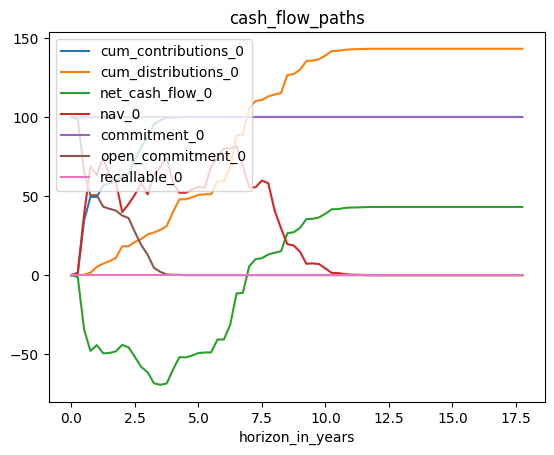 cash_flow_paths
150
100
50
0
−50
cum_contributions_0
cum_distributions_0
net_cash_flow_0
nav_0
commitment_0
open_commitment_0
recallable_0
0.0 2.5 5.0 7.5 10.0 12.5 15.0 17.5
horizon_in_years